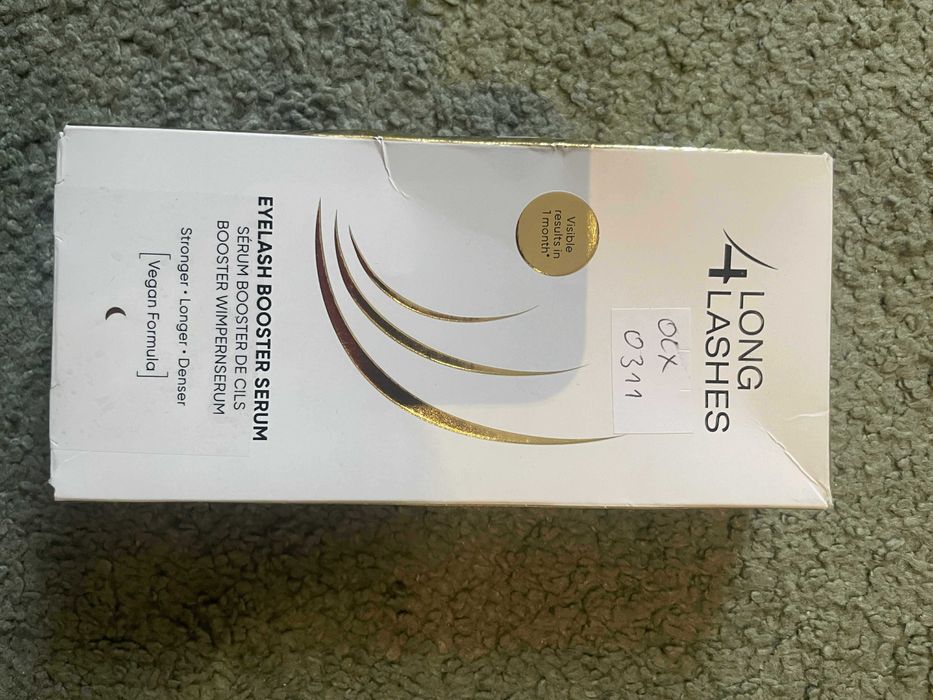 4 LONG
LASHES
OCX
0311
Visible
results in
1 month*
EYELASH BOOSTER SERUM
SÉRUM BOOSTER DE CILS
BOOSTER WIMPERNSERUM
Stronger • Longer • Denser
[Vegan Formula]